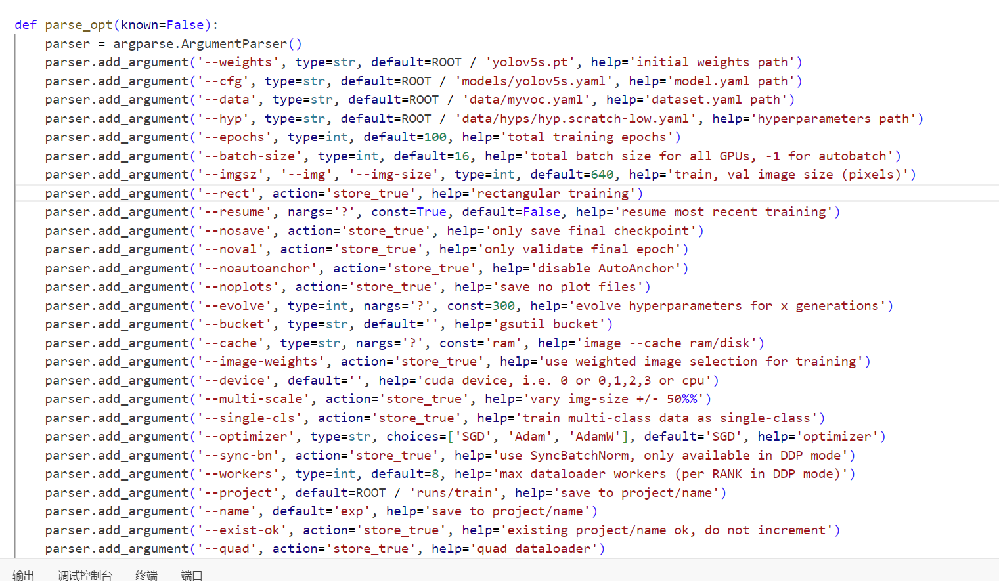 def parse_opt(known=False):
    parser = argparse.ArgumentParser()
    parser.add_argument('--weights', type=str, default=ROOT / 'yolov5s.pt', help='initial weights path')
    parser.add_argument('--cfg', type=str, default=ROOT / 'models/yolov5s.yaml', help='model.yaml path')
    parser.add_argument('--data', type=str, default=ROOT / 'data/myvoc.yaml', help='dataset.yaml path')
    parser.add_argument('--hyp', type=str, default=ROOT / 'data/hyps/hyp.scratch-low.yaml', help='hyperparameters path')
    parser.add_argument('--epochs', type=int, default=100, help='total training epochs')
    parser.add_argument('--batch-size', type=int, default=16, help='total batch size for all GPUs, -1 for autobatch')
    parser.add_argument('--imgsz', '--img', '--img-size', type=int, default=640, help='train, val image size (pixels)')
    parser.add_argument('--rect', action='store_true', help='rectangular training')
    parser.add_argument('--resume', nargs='?', const=True, default=False, help='resume most recent training')
    parser.add_argument('--nosave', action='store_true', help='only save final checkpoint')
    parser.add_argument('--noval', action='store_true', help='only validate final epoch')
    parser.add_argument('--noautoanchor', action='store_true', help='disable AutoAnchor')
    parser.add_argument('--noplots', action='store_true', help='save no plot files')
    parser.add_argument('--evolve', type=int, nargs='?', const=300, help='evolve hyperparameters for x generations')
    parser.add_argument('--bucket', type=str, default='', help='gsutil bucket')
    parser.add_argument('--cache', type=str, nargs='?', const='ram', help='image --cache ram/disk')
    parser.add_argument('--image-weights', action='store_true', help='use weighted image selection for training')
    parser.add_argument('--device', default='', help='cuda device, i.e. 0 or 0,1,2,3 or cpu')
    parser.add_argument('--multi-scale', action='store_true', help='vary img-size +/- 50%%')
    parser.add_argument('--single-cls', action='store_true', help='train multi-class data as single-class')
    parser.add_argument('--optimizer', type=str, choices=['SGD', 'Adam', 'AdamW'], default='SGD', help='optimizer')
    parser.add_argument('--sync-bn', action='store_true', help='use SyncBatchNorm, only available in DDP mode')
    parser.add_argument('--workers', type=int, default=8, help='max dataloader workers (per RANK in DDP mode)')
    parser.add_argument('--project', default=ROOT / 'runs/train', help='save to project/name')
    parser.add_argument('--name', default='exp', help='save to project/name')
    parser.add_argument('--exist-ok', action='store_true', help='existing project/name ok, do not increment')
    parser.add_argument('--quad', action='store_true', help='quad dataloader')
输出 调试控制台 终端 端口